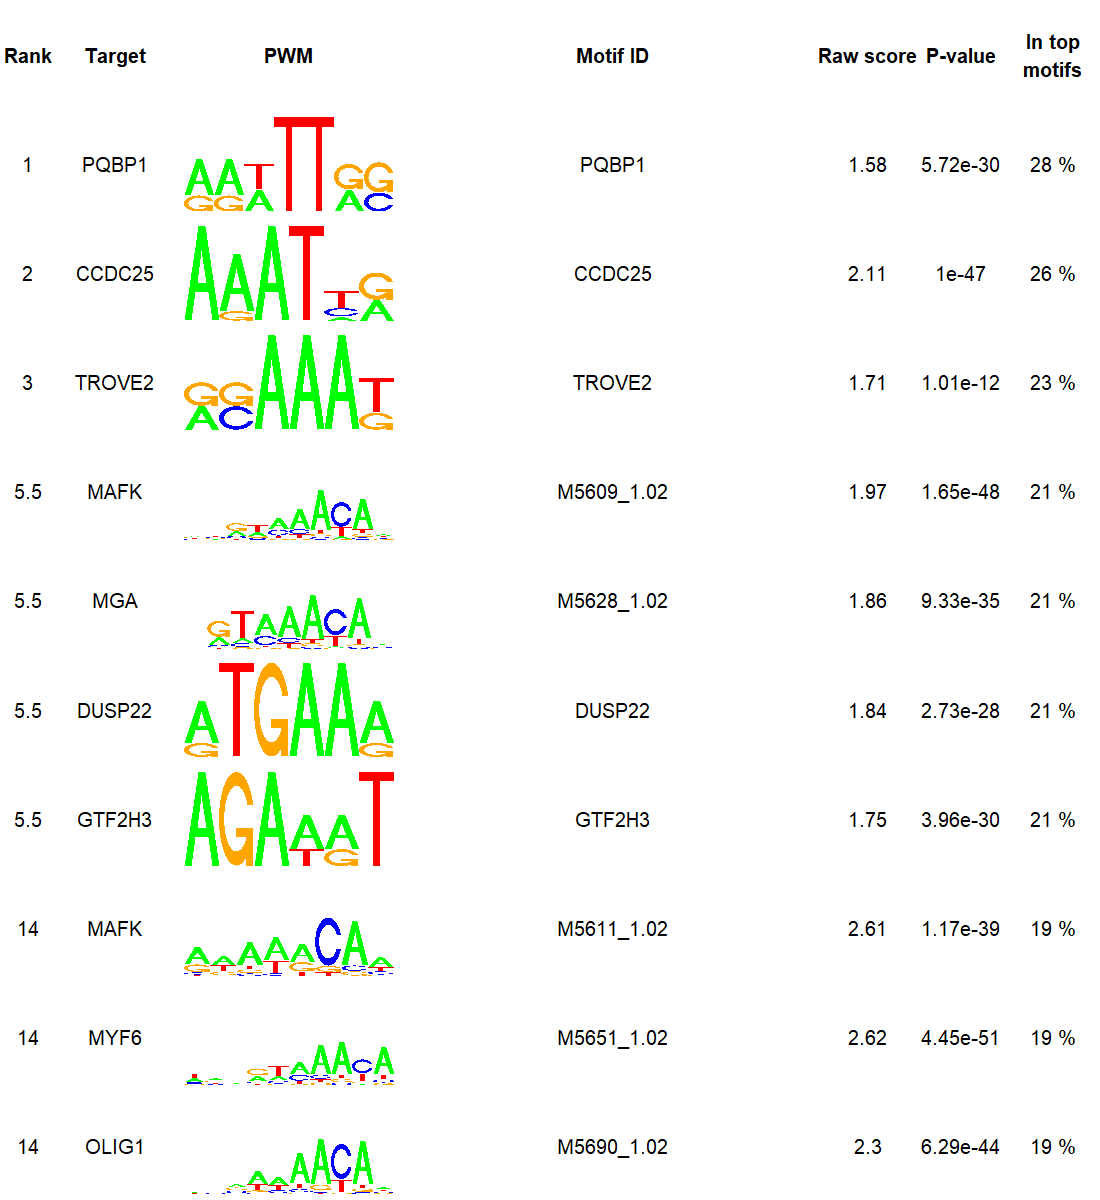 Rank Target PWM Motif ID Raw score P-value In top motifs
1 PQBP1 PQBP1 1.58 5.72e-30 28 %
2 CCDC25 CCDC25 2.11 1e-47 26 %
3 TROVE2 TROVE2 1.71 1.01e-12 23 %
5.5 MAFK M5609_1.02 1.97 1.65e-48 21 %
5.5 MGA M5628_1.02 1.86 9.33e-35 21 %
5.5 DUSP22 DUSP22 1.84 2.73e-28 21 %
5.5 GTF2H3 GTF2H3 1.75 3.96e-30 21 %
14 MAFK M5611_1.02 2.61 1.17e-39 19 %
14 MYF6 M5651_1.02 2.62 4.45e-51 19 %
14 OLIG1 M5690_1.02 2.3 6.29e-44 19 %